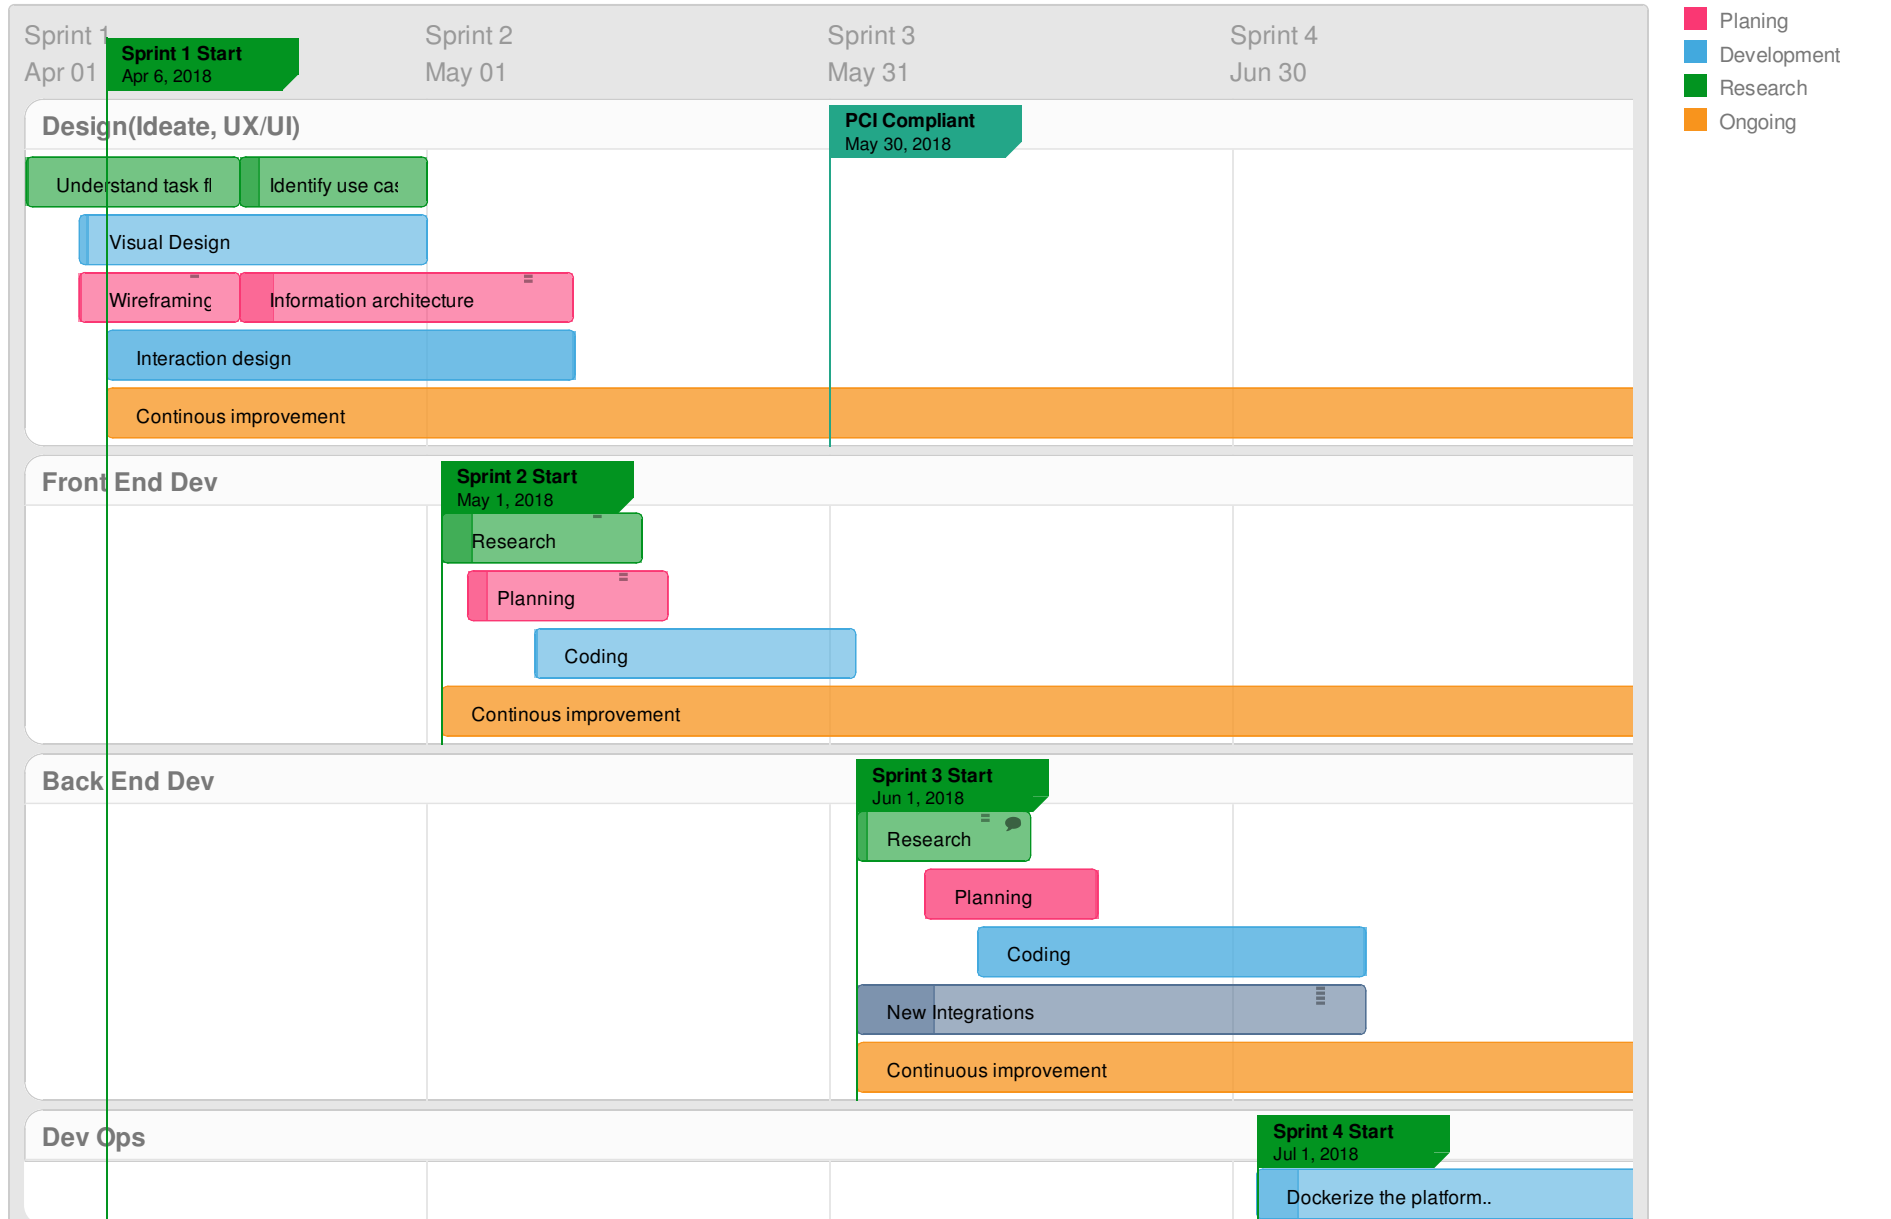 Sprint 1
Sprint 2
Sprint 3
Sprint 4
Apr 01
May 01
May 31
Jun 30
Sprint 1 Start
Apr 6, 2018
Planing
Development
Research
Ongoing
Design(Ideate, UX/UI)
PCI Compliant
May 30, 2018
Understand task fl
Identify use cas
Visual Design
Wireframing
Information architecture
Interaction design
Continous improvement
Front End Dev
Sprint 2 Start
May 1, 2018
Research
Planning
Coding
Continous improvement
Back End Dev
Sprint 3 Start
Jun 1, 2018
Research
Planning
Coding
New Integrations
Continuous improvement
Dev Ops
Sprint 4 Start
Jul 1, 2018
Dockerize the platform..